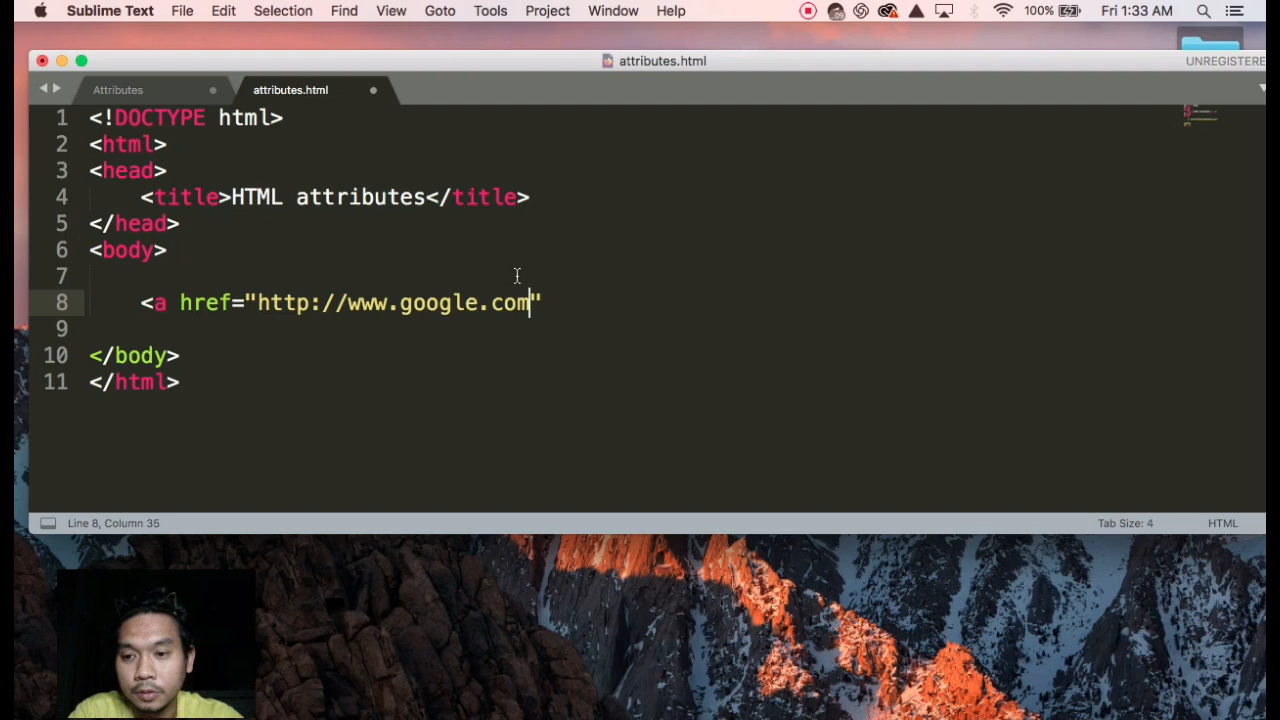 Sublime Text File Edit Selection Find View Goto Tools Project Window Help 100% Fri 1:33 AM
attributes.html UNREGISTERE
Attributes attributes.html
1 <!DOCTYPE html>
2 <html>
3 <head>
4 <title>HTML attributes</title>
5 </head>
6 <body>
7
8 <a href="http://www.google.com"
9
10 </body>
11 </html>
Line 8, Column 35 Tab Size: 4 HTML